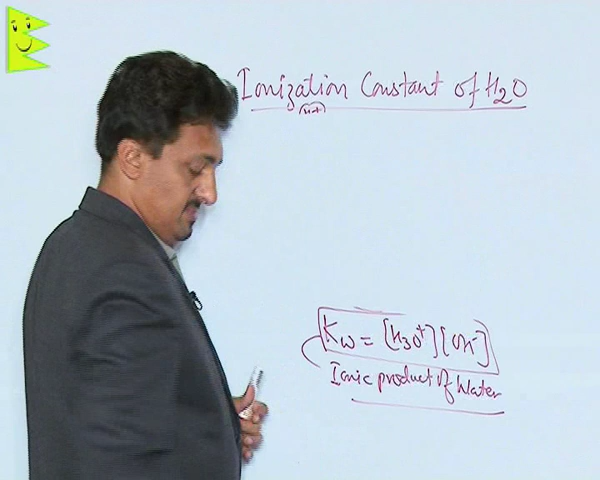 Ionization Constant of H2O
Kw = [H3O+][OH-]
Ionic product of Water